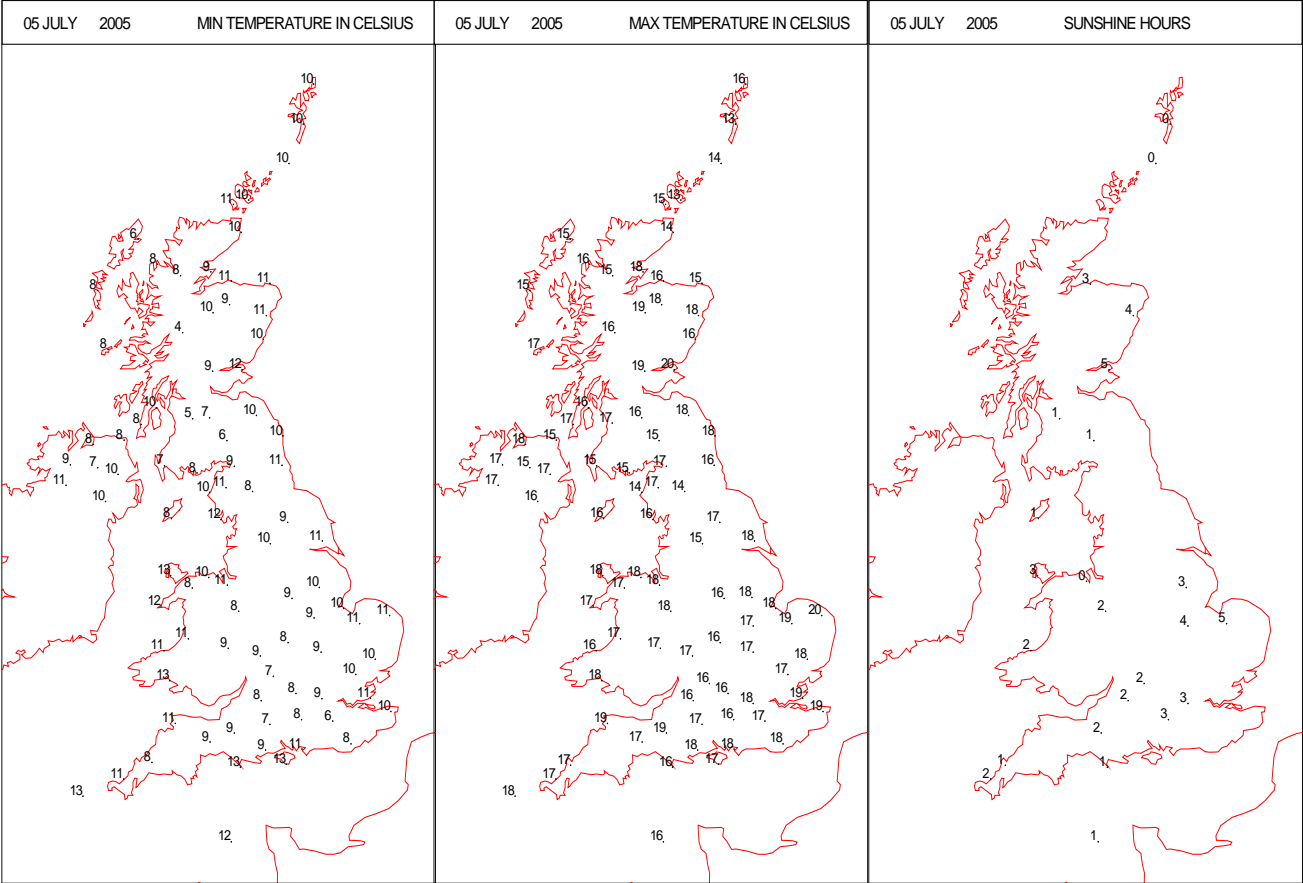 05 JULY 2005 MIN TEMPERATURE IN CELSIUS
10
10
10
11 10
10
6
8 8 9
11 11
8
9
10 11
4
10
8
9 12
10
5 7 10
8
6 10
8 8
9 7 10
7 8 9 11
11
10 11 8
10
8 12 9
10 11
13 8 10 11
9 10
12 8 10
9 11 11
11 8
11 9 9 9
10
13 7 10
8 8 9 11
10
11 7 8 6
9 9
9 11 8
8 13 13
11
13
12
05 JULY 2005 MAX TEMPERATURE IN CELSIUS
16
13
14
15 13
14
15
16 15 18
16 15
15
18
19 18
16
16
17
19 20
16
17 17 16 18
15 18
18 15
17 15 17
15 15 17 18
17
14 17 14
16
16 16 17
15 18
18 17 18 18
16 18
17 18 18
17 19 20
17 16
16 17 17 17
18
18 16 17
16 16 18 19
19
19 17 16 17
19
17 18 18 18
17 16 17
17
18
16
05 JULY 2005 SUNSHINE HOURS
0
0
3
4
5
1
1
1
3 0
3
2
4 5
2
2
2 3
3
2
1 1
2
1